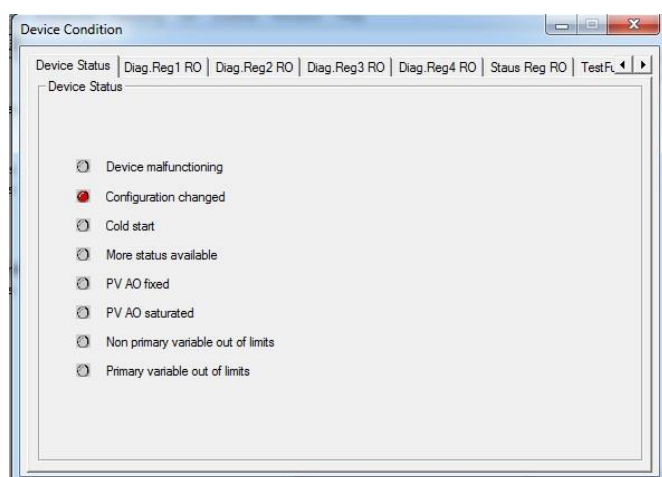 Device Condition
Device Status Diag.Reg1 RO Diag.Reg2 RO Diag.Reg3 RO Diag.Reg4 RO Staus Reg RO
Device Status
Device malfunctioning
Configuration changed
Cold start
More status available
PV AO fixed
PV AO saturated
Non primary variable out of limits
Primary variable out of limits